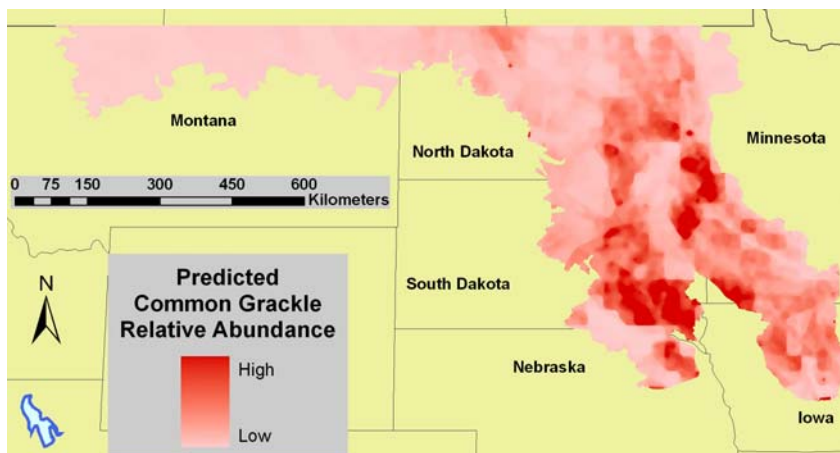 Montana
North Dakota
Minnesota
0 75 150 300 450 600
Kilometers
South Dakota
Nebraska
Iowa
N
Predicted
Common Grackle
Relative Abundance
High
Low